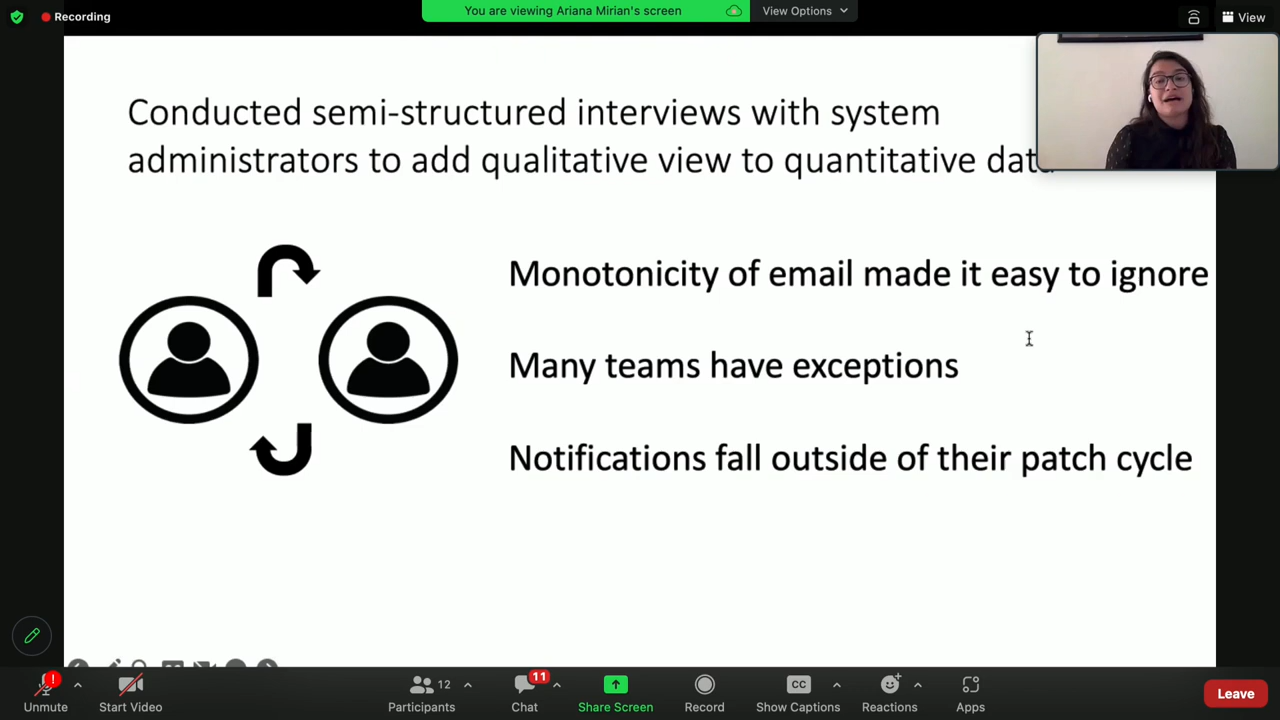 Recording
You are viewing Ariana Mirian's screen
View Options
View
Conducted semi-structured interviews with system
administrators to add qualitative view to quantitative data
Monotonicity of email made it easy to ignore
Many teams have exceptions
Notifications fall outside of their patch cycle
Unmute
Start Video
12
Participants
11
Chat
Share Screen
Record
CC
Show Captions
Reactions
Apps
Leave